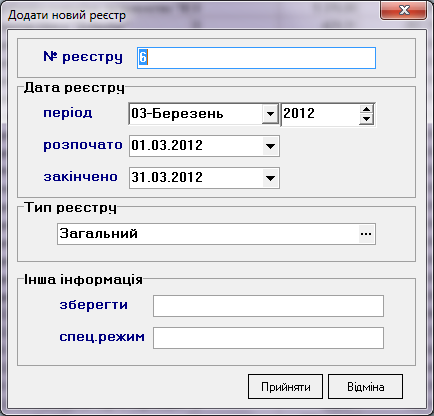 Додати новий реєстр
№ реєстру 6
Дата реєстру
період 03-Березень 2012
розпочато 01.03.2012
закінчено 31.03.2012
Тип реєстру
Загальний ...
Інша інформація
зберегти
спец.режим
Прийняти Відміна